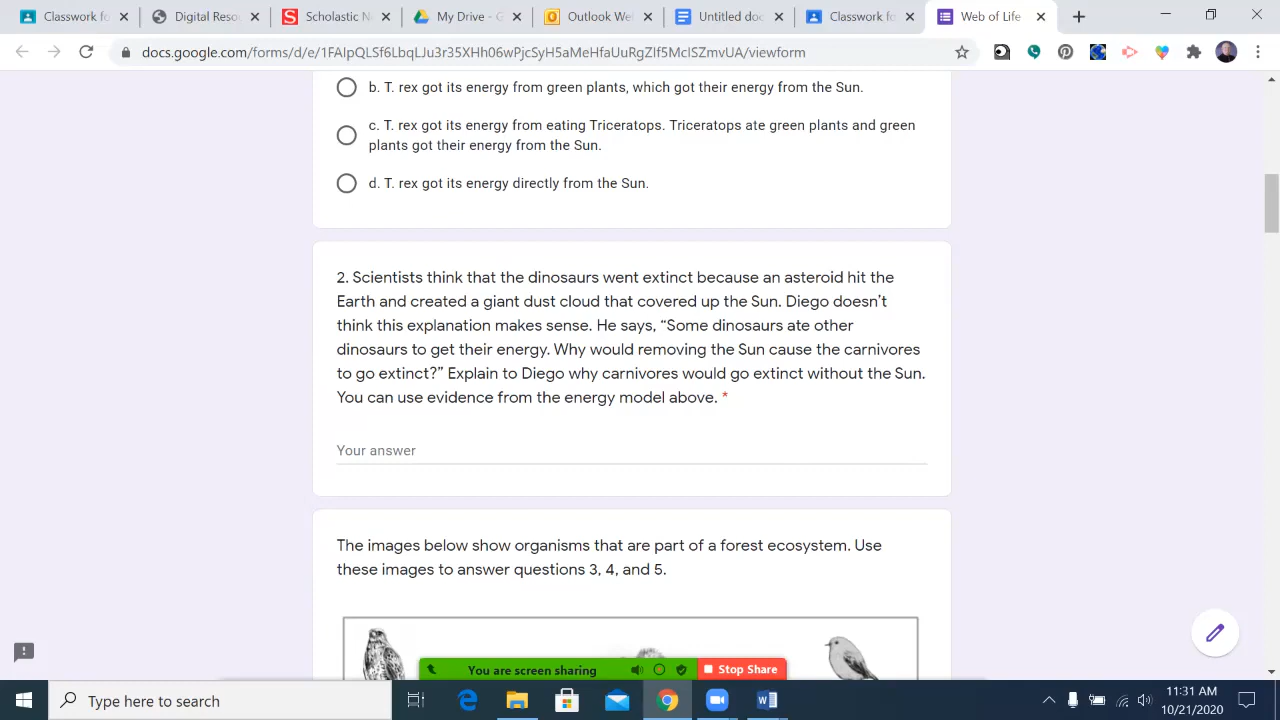 Classwork fo
Digital Reso
Scholastic N
My Drive - G
Outlook We
Untitled doc
Classwork fo
Web of Life
docs.google.com/forms/d/e/1FAIpQLSf6LbqLJu3r35XHh06wPjcSyH5aMeHfaUuRgZIf5McISZmvUA/viewform
b. T. rex got its energy from green plants, which got their energy from the Sun.
c. T. rex got its energy from eating Triceratops. Triceratops ate green plants and green
plants got their energy from the Sun.
d. T. rex got its energy directly from the Sun.
2. Scientists think that the dinosaurs went extinct because an asteroid hit the
Earth and created a giant dust cloud that covered up the Sun. Diego doesn’t
think this explanation makes sense. He says, “Some dinosaurs ate other
dinosaurs to get their energy. Why would removing the Sun cause the carnivores
to go extinct?” Explain to Diego why carnivores would go extinct without the Sun.
You can use evidence from the energy model above. *
Your answer
The images below show organisms that are part of a forest ecosystem. Use
these images to answer questions 3, 4, and 5.
You are screen sharing
Stop Share
Type here to search
11:31 AM
10/21/2020